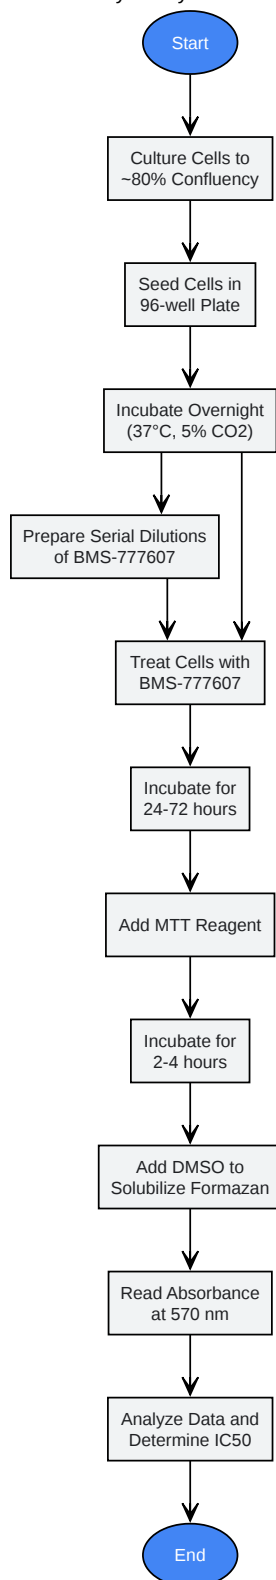 Start
Culture Cells to
~80% Confluency
Seed Cells in
96-well Plate
Incubate Overnight
(37°C, 5% CO2)
Prepare Serial Dilutions
of BMS-777607
Treat Cells with
BMS-777607
Incubate for
24-72 hours
Add MTT Reagent
Incubate for
2-4 hours
Add DMSO to
Solubilize Formazan
Read Absorbance
at 570 nm
Analyze Data and
Determine IC50
End